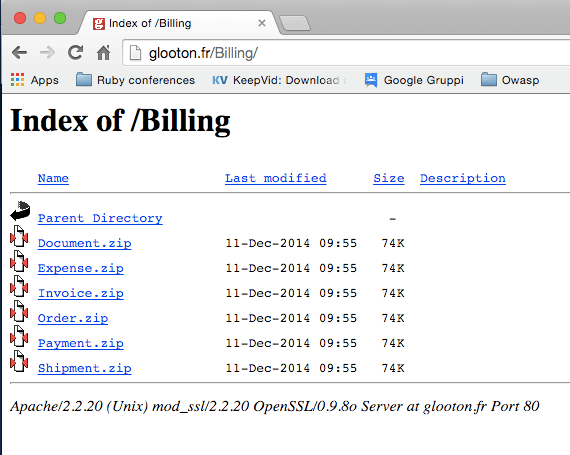 Index of /Billing
glooton.fr/Billing/
Apps Ruby conferences KeepVid: Download Google Gruppi Owasp
Index of /Billing
Name Last modified Size Description
Parent Directory -
Document.zip 11-Dec-2014 09:55 74K
Expense.zip 11-Dec-2014 09:55 74K
Invoice.zip 11-Dec-2014 09:55 74K
Order.zip 11-Dec-2014 09:55 74K
Payment.zip 11-Dec-2014 09:55 74K
Shipment.zip 11-Dec-2014 09:55 74K
Apache/2.2.20 (Unix) mod_ssl/2.2.20 OpenSSL/0.9.8o Server at glooton.fr Port 80